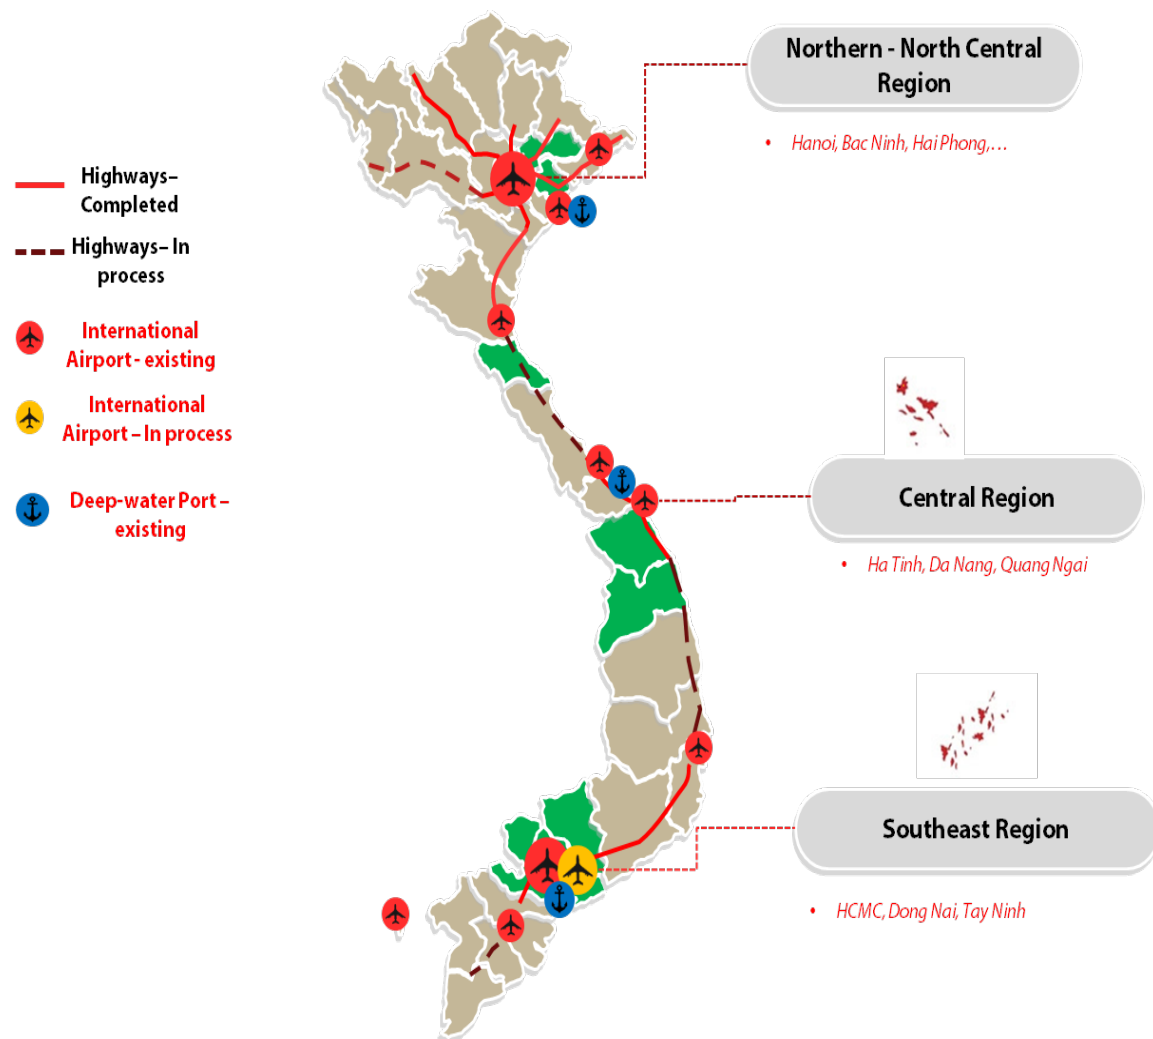 Northern - North Central
Region
• Hanoi, Bac Ninh, Hai Phong,…
Highways–
Completed
Highways– In
process
International
Airport - existing
International
Airport – In process
Deep-water Port –
existing
Central Region
• Ha Tinh, Da Nang, Quang Ngai
Southeast Region
• HCMC, Dong Nai, Tay Ninh